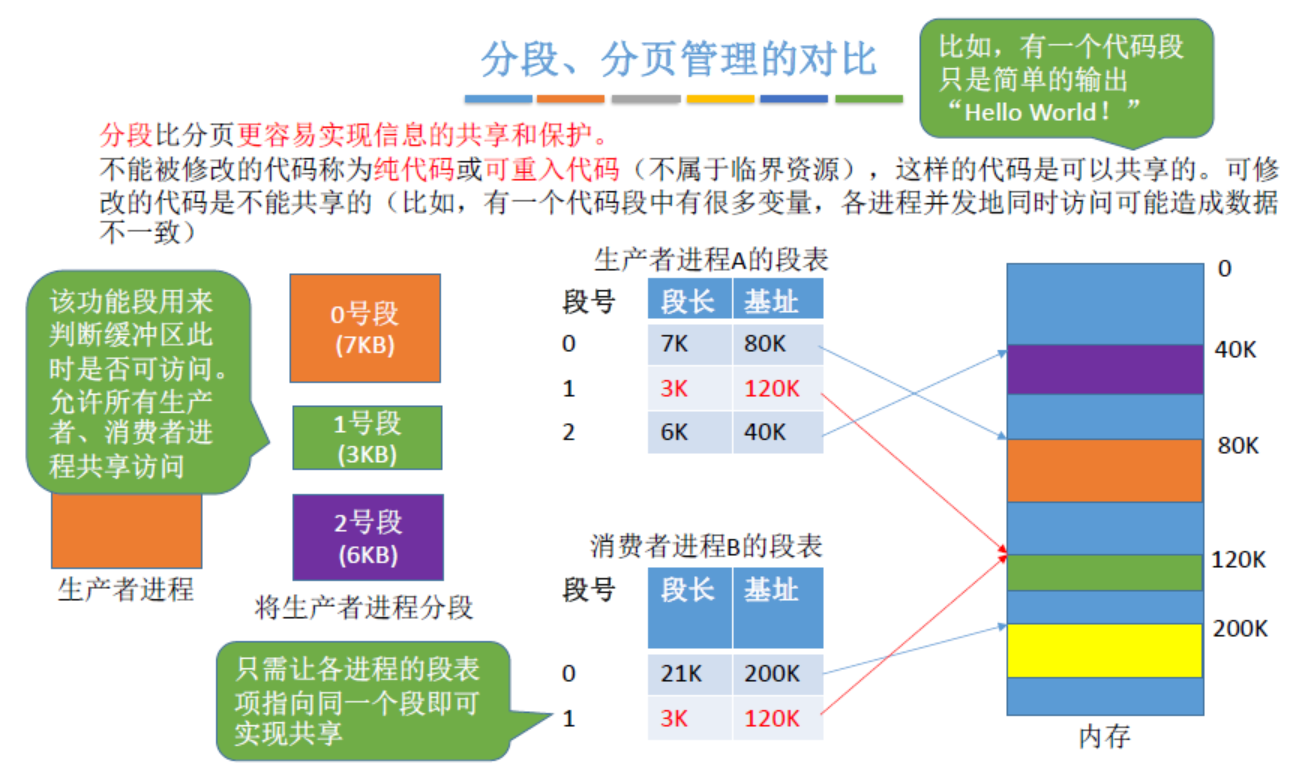 分段、分页管理的对比
比如，有一个代码段
只是简单的输出
“Hello World！”
分段比分页更容易实现信息的共享和保护。
不能被修改的代码称为纯代码或可重入代码（不属于临界资源），这样的代码是可以共享的。可修
改的代码是不能共享的（比如，有一个代码段中有很多变量，各进程并发地同时访问可能造成数据
不一致）
该功能段用来
判断缓冲区此
时是否可访问。
允许所有生产
者、消费者进
程共享访问
生产者进程
0号段
(7KB)
1号段
(3KB)
2号段
(6KB)
将生产者进程分段
生产者进程A的段表
段号 段长 基址
0 7K 80K
1 3K 120K
2 6K 40K
消费者进程B的段表
段号 段长 基址
0 21K 200K
1 3K 120K
只需让各进程的段表
项指向同一个段即可
实现共享
0
40K
80K
120K
200K
内存